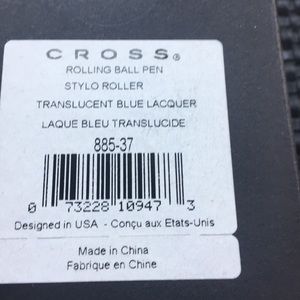 CROSS®
ROLLING BALL PEN
STYLO ROLLER
TRANSLUCENT BLUE LACQUER
LAQUE BLEU TRANSLUCIDE
885-37
0 73228 10947 3
Designed in USA - Conçu aux Etats-Unis
Made in China
Fabrique en Chine